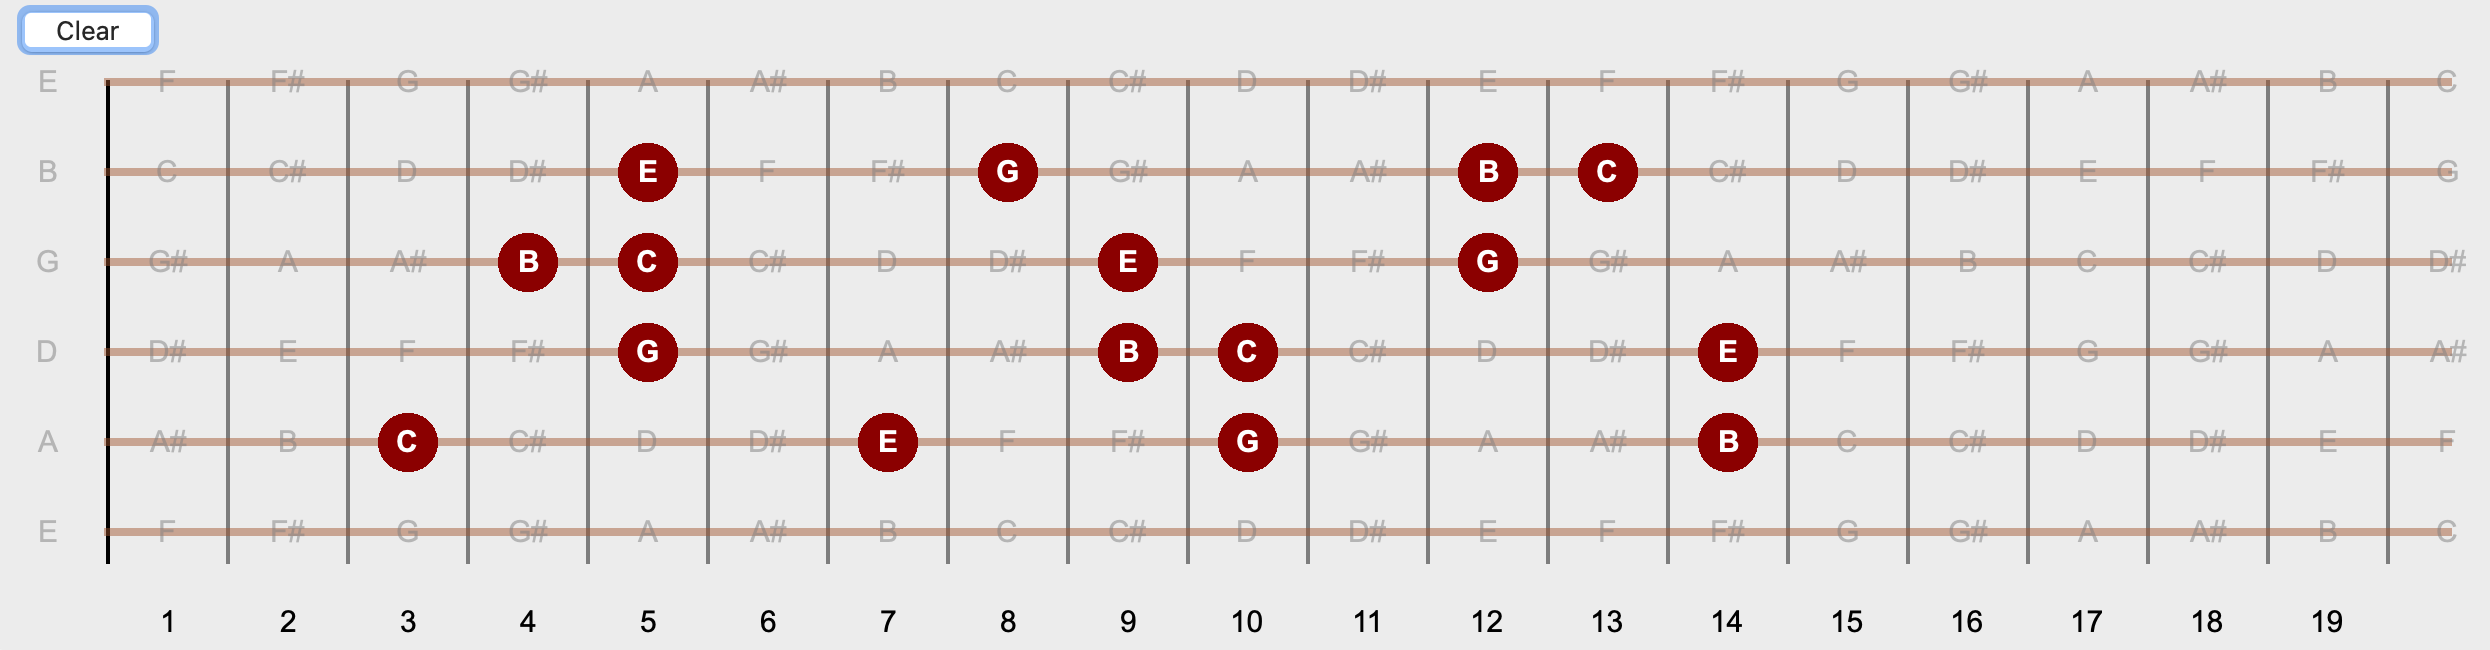 Clear
E F F# G G# A A# B C C# D D# E F F# G G# A A# B C
B C C# D D# E F F# G G# A A# B C C# D D# E F F# G
G G# A A# B C C# D D# E F F# G G# A A# B C C# D D#
D D# E F F# G G# A A# B C C# D D# E F F# G G# A A#
A A# B C C# D D# E F F# G G# A A# B C C# D D# E F
E F F# G G# A A# B C C# D D# E F F# G G# A A# B C
1 2 3 4 5 6 7 8 9 10 11 12 13 14 15 16 17 18 19